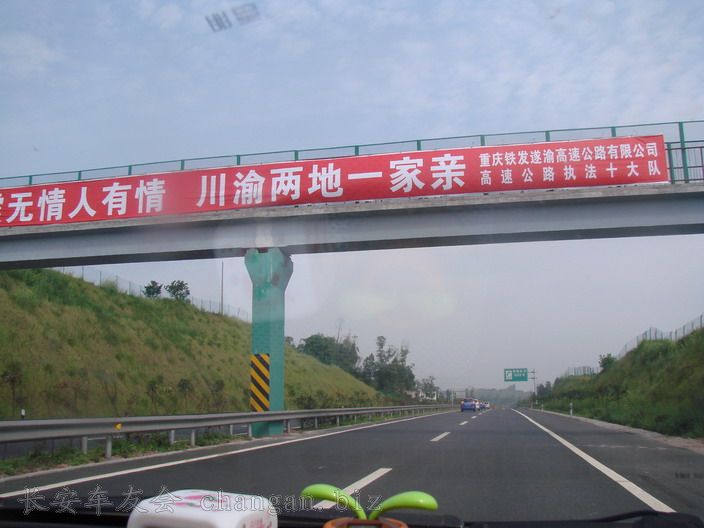 无情人有情 川渝两地一家亲
重庆铁发遂渝高速公路有限公司
高速公路执法十大队
长安车友会 changan.biz